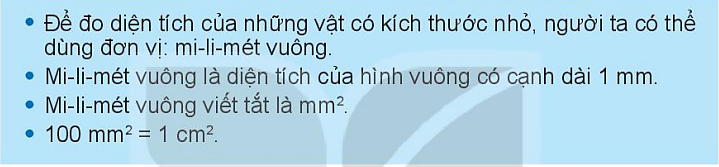 • Để đo diện tích của những vật có kích thước nhỏ, người ta có thể
dùng đơn vị: mi-li-mét vuông.
• Mi-li-mét vuông là diện tích của hình vuông có cạnh dài 1 mm.
• Mi-li-mét vuông viết tắt là mm².
• 100 mm² = 1 cm².